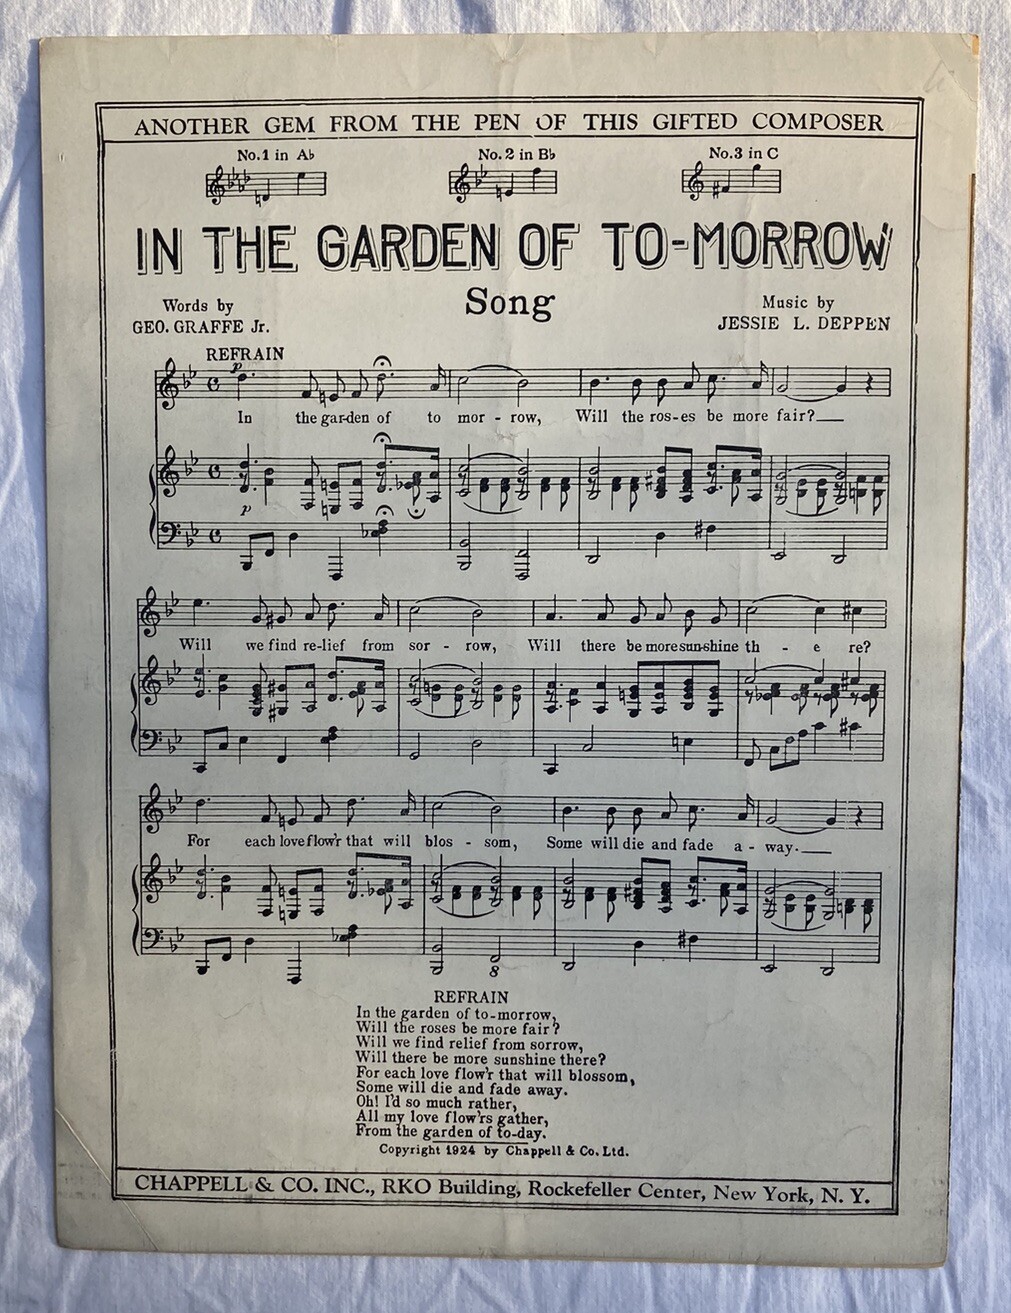 ANOTHER GEM FROM THE PEN OF THIS GIFTED COMPOSER
No. 1 in A♭ No. 2 in B♭ No. 3 in C
IN THE GARDEN OF TO-MORROW
Song
Words by
GEO. GRAFFE Jr.
Music by
JESSIE L. DEPPEN
REFRAIN
p
In the gar-den of to mor - row, Will the ros-es be more fair?
p
Will we find re-lief from sor - row, Will there be more sun-shine th - e re?
For each love flow'r that will blos - som, Some will die and fade a - way.
8
REFRAIN
In the garden of to-morrow,
Will the roses be more fair?
Will we find relief from sorrow,
Will there be more sunshine there?
For each love flow'r that will blossom,
Some will die and fade away.
Oh! I'd so much rather,
All my love flow'rs gather,
From the garden of to-day.
Copyright 1924 by Chappell & Co. Ltd.
CHAPPELL & CO. INC., RKO Building, Rockefeller Center, New York, N. Y.